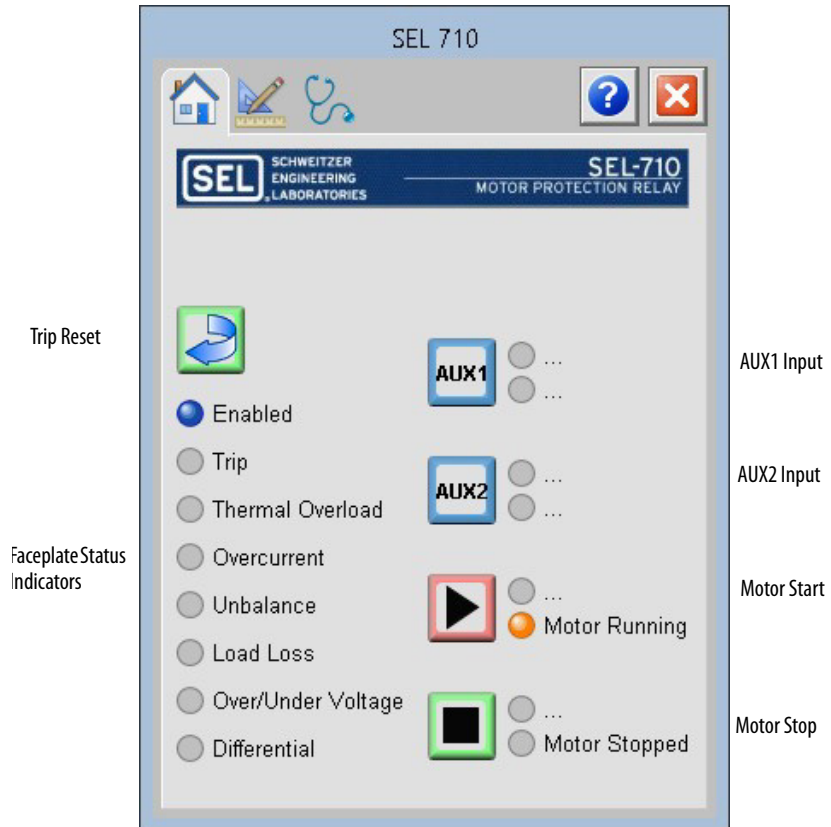 SEL 710
SEL
SCHWEITZER
ENGINEERING
LABORATORIES
SEL-710
MOTOR PROTECTION RELAY
Trip Reset
Enabled
Trip
Thermal Overload
Overcurrent
Unbalance
Load Loss
Over/Under Voltage
Differential
Faceplate Status
Indicators
AUX1
...
...
AUX1 Input
AUX2
...
...
AUX2 Input
...
Motor Running
Motor Start
...
Motor Stopped
Motor Stop